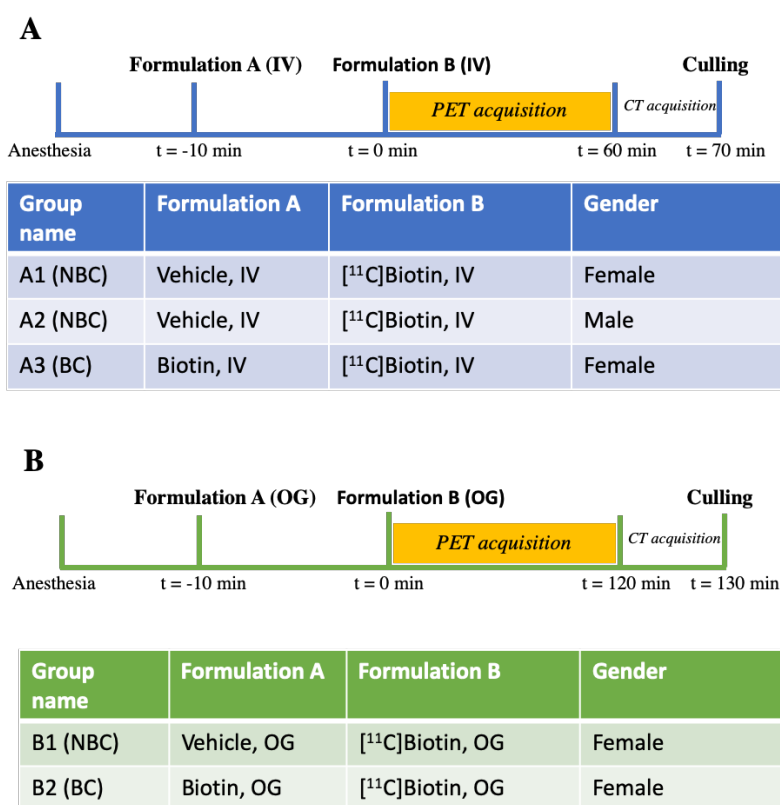 A
Formulation A (IV) Formulation B (IV) Culling
PET acquisition CT acquisition
Anesthesia t = -10 min t = 0 min t = 60 min t = 70 min
Group name Formulation A Formulation B Gender
A1 (NBC) Vehicle, IV [¹¹C]Biotin, IV Female
A2 (NBC) Vehicle, IV [¹¹C]Biotin, IV Male
A3 (BC) Biotin, IV [¹¹C]Biotin, IV Female
B
Formulation A (OG) Formulation B (OG) Culling
PET acquisition CT acquisition
Anesthesia t = -10 min t = 0 min t = 120 min t = 130 min
Group name Formulation A Formulation B Gender
B1 (NBC) Vehicle, OG [¹¹C]Biotin, OG Female
B2 (BC) Biotin, OG [¹¹C]Biotin, OG Female